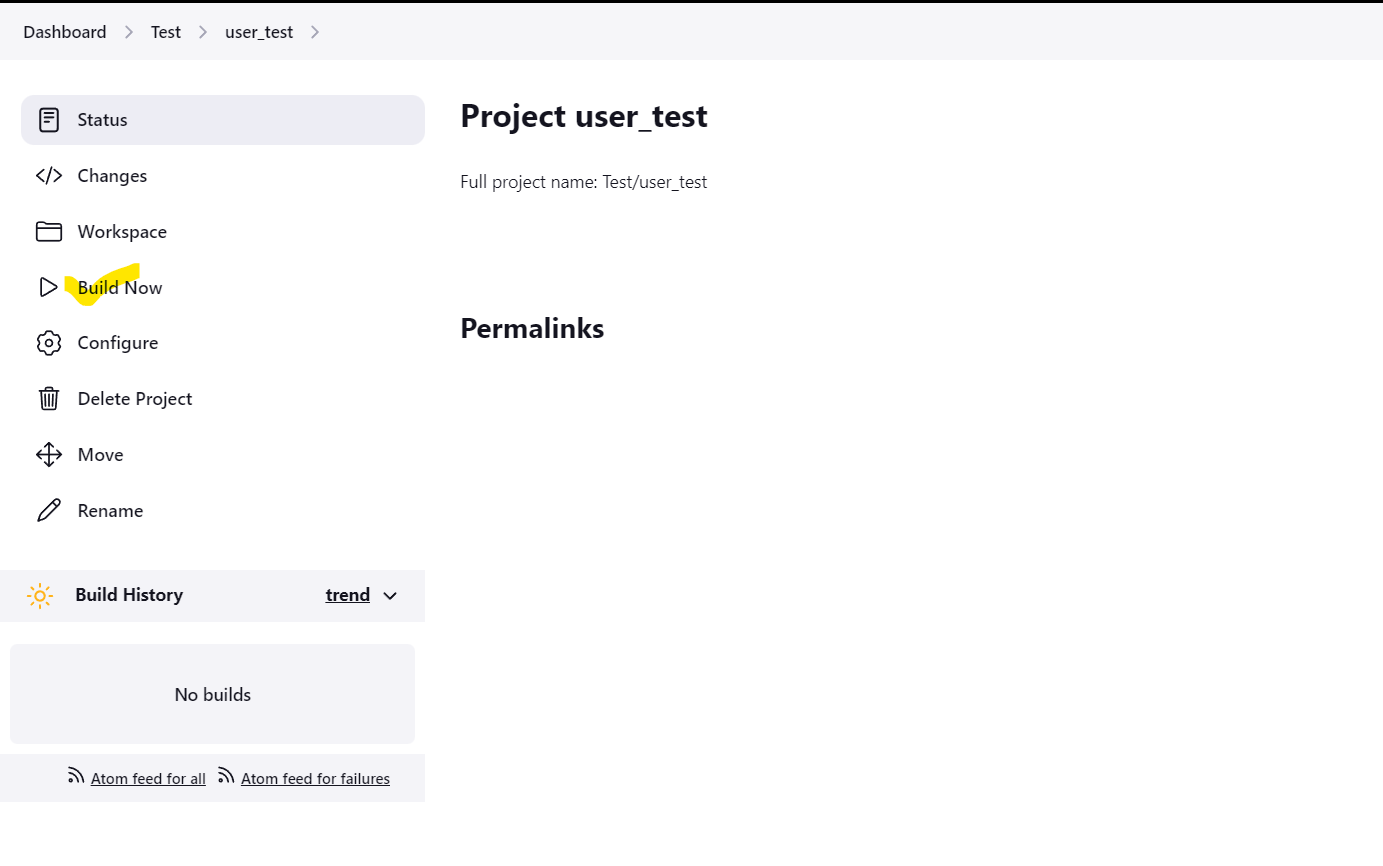 Dashboard > Test > user_test >
Status
Changes
Workspace
Build Now
Configure
Delete Project
Move
Rename
Build History trend
No builds
Atom feed for all Atom feed for failures
Project user_test
Full project name: Test/user_test
Permalinks